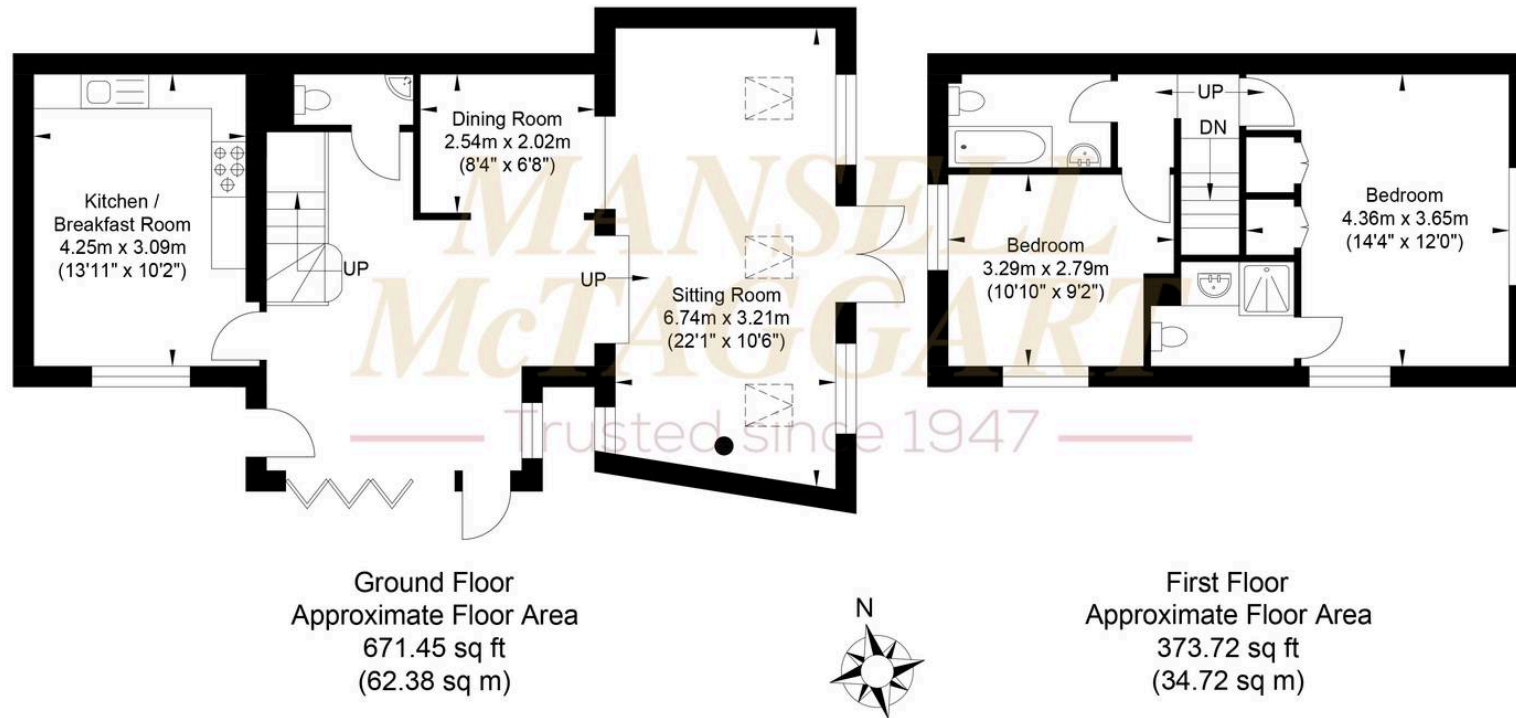 Kitchen /
Breakfast Room
4.25m x 3.09m
(13'11" x 10'2")
UP
Dining Room
2.54m x 2.02m
(8'4" x 6'8")
UP
Sitting Room
6.74m x 3.21m
(22'1" x 10'6")
UP
DN
Bedroom
3.29m x 2.79m
(10'10" x 9'2")
Bedroom
4.36m x 3.65m
(14'4" x 12'0")
MANSELL
McTAGGART
Trusted since 1947
Ground Floor
Approximate Floor Area
671.45 sq ft
(62.38 sq m)
N
First Floor
Approximate Floor Area
373.72 sq ft
(34.72 sq m)